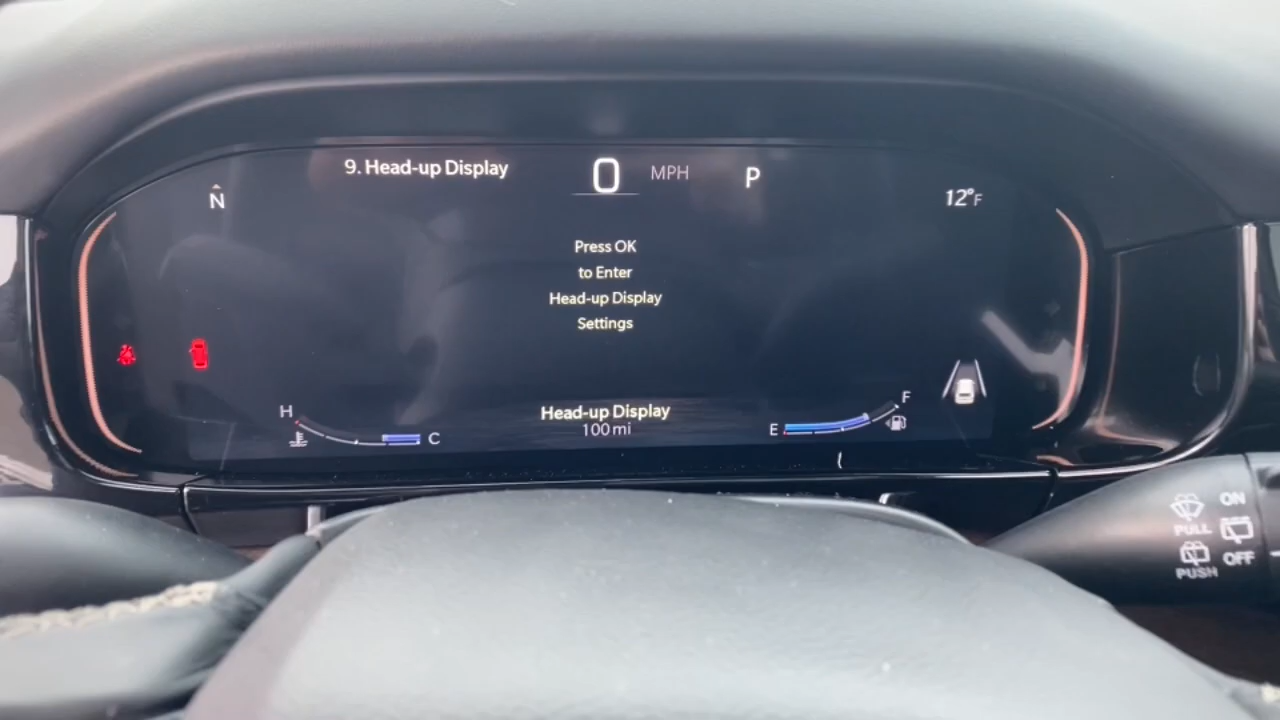 9. Head-up Display
0 MPH
P
N
12°F
Press OK
to Enter
Head-up Display
Settings
H
C
Head-up Display
100 mi
E
F
ON
PULL
OFF
PUSH